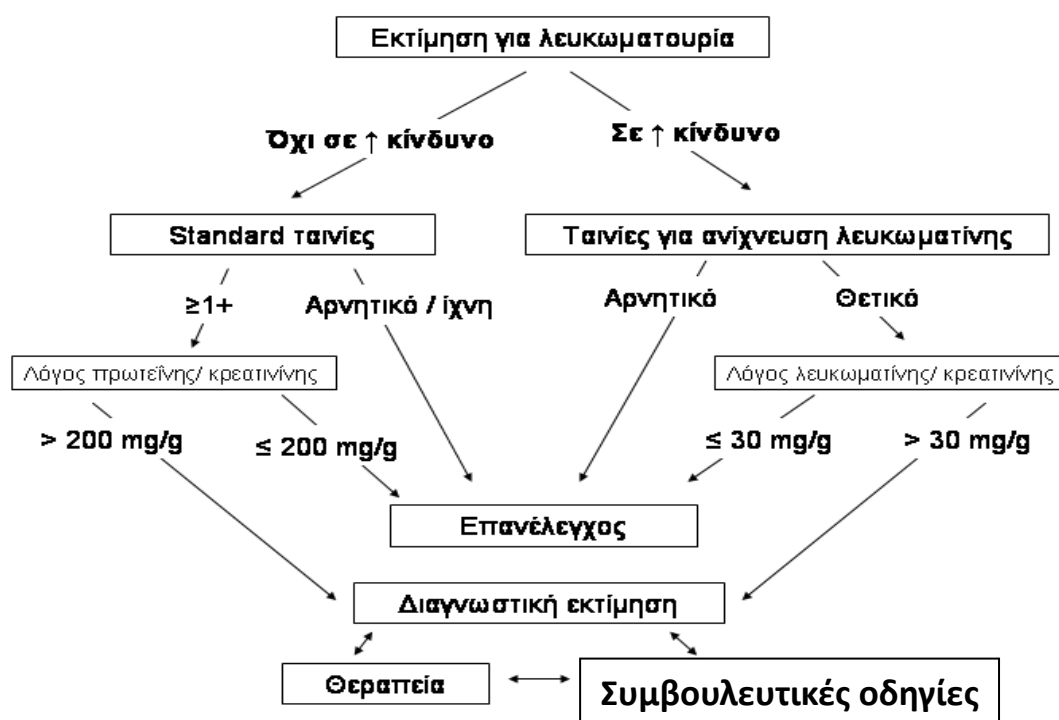 Εκτίμηση για λευκωματουρία
Όχι σε ↑ κίνδυνο
Σε ↑ κίνδυνο
Standard ταινίες
Ταινίες για ανίχνευση λευκωματίνης
≥1+
Αρνητικό / ίχνη
Αρνητικό
Θετικό
Λόγος πρωτεΐνης/ κρεατινίνης
Λόγος λευκωματίνης/ κρεατινίνης
> 200 mg/g
≤ 200 mg/g
≤ 30 mg/g
> 30 mg/g
Επανέλεγχος
Διαγνωστική εκτίμηση
Θεραπεία
Συμβουλευτικές οδηγίες